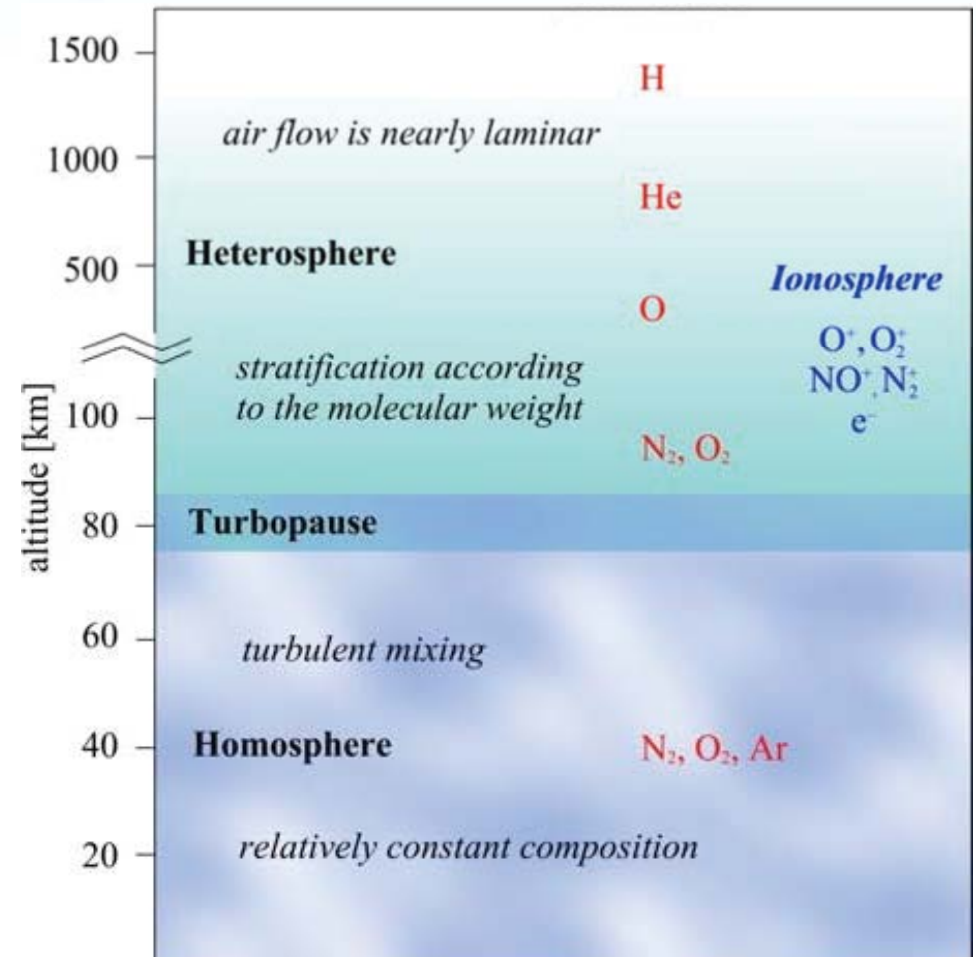 1500
H
air flow is nearly laminar
1000
He
Heterosphere
500
Ionosphere
O
O⁺, O₂⁺
stratification according
NO⁺, N₂⁺
to the molecular weight
100
e⁻
N₂, O₂
altitude [km]
Turbopause
80
60
turbulent mixing
Homosphere
40
N₂, O₂, Ar
relatively constant composition
20